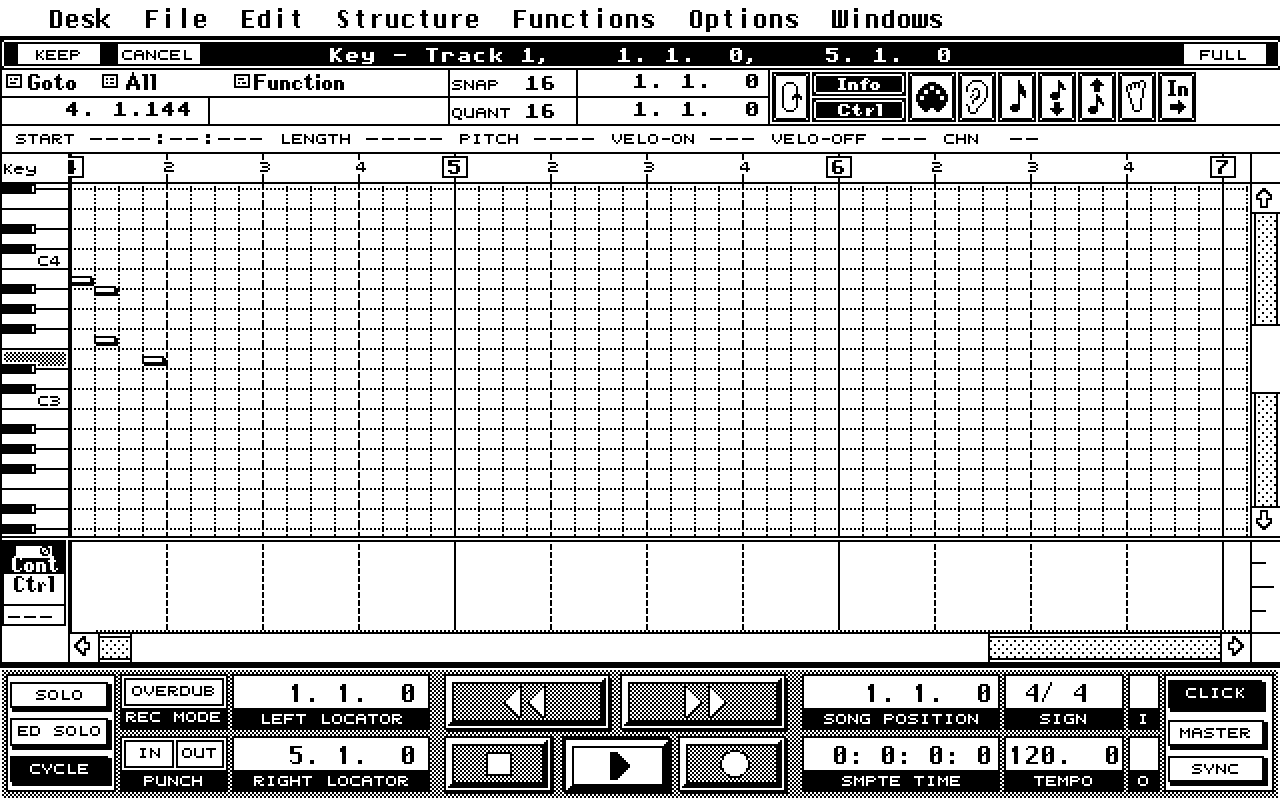 Desk File Edit Structure Functions Options Windows
KEEP CANCEL Key - Track 1, 1. 1. 0, 5. 1. 0 FULL
Goto All Function SNAP 16 1. 1. 0 Info In
4. 1.144 QUANT 16 1. 1. 0 Ctrl
START ----:--:--- LENGTH ----- PITCH ---- VELO-ON --- VELO-OFF --- CHN --
Key 2 3 4 5 2 3 4 6 2 3 4 7
C4
C3
Cont
Ctrl
---
SOLO OVERDUB 1. 1. 0 1. 1. 0 4/ 4 CLICK
REC MODE LEFT LOCATOR SONG POSITION SIGN I
ED SOLO MASTER
IN OUT 5. 1. 0 0: 0: 0: 0 120. 0
CYCLE PUNCH RIGHT LOCATOR SMPTE TIME TEMPO O SYNC